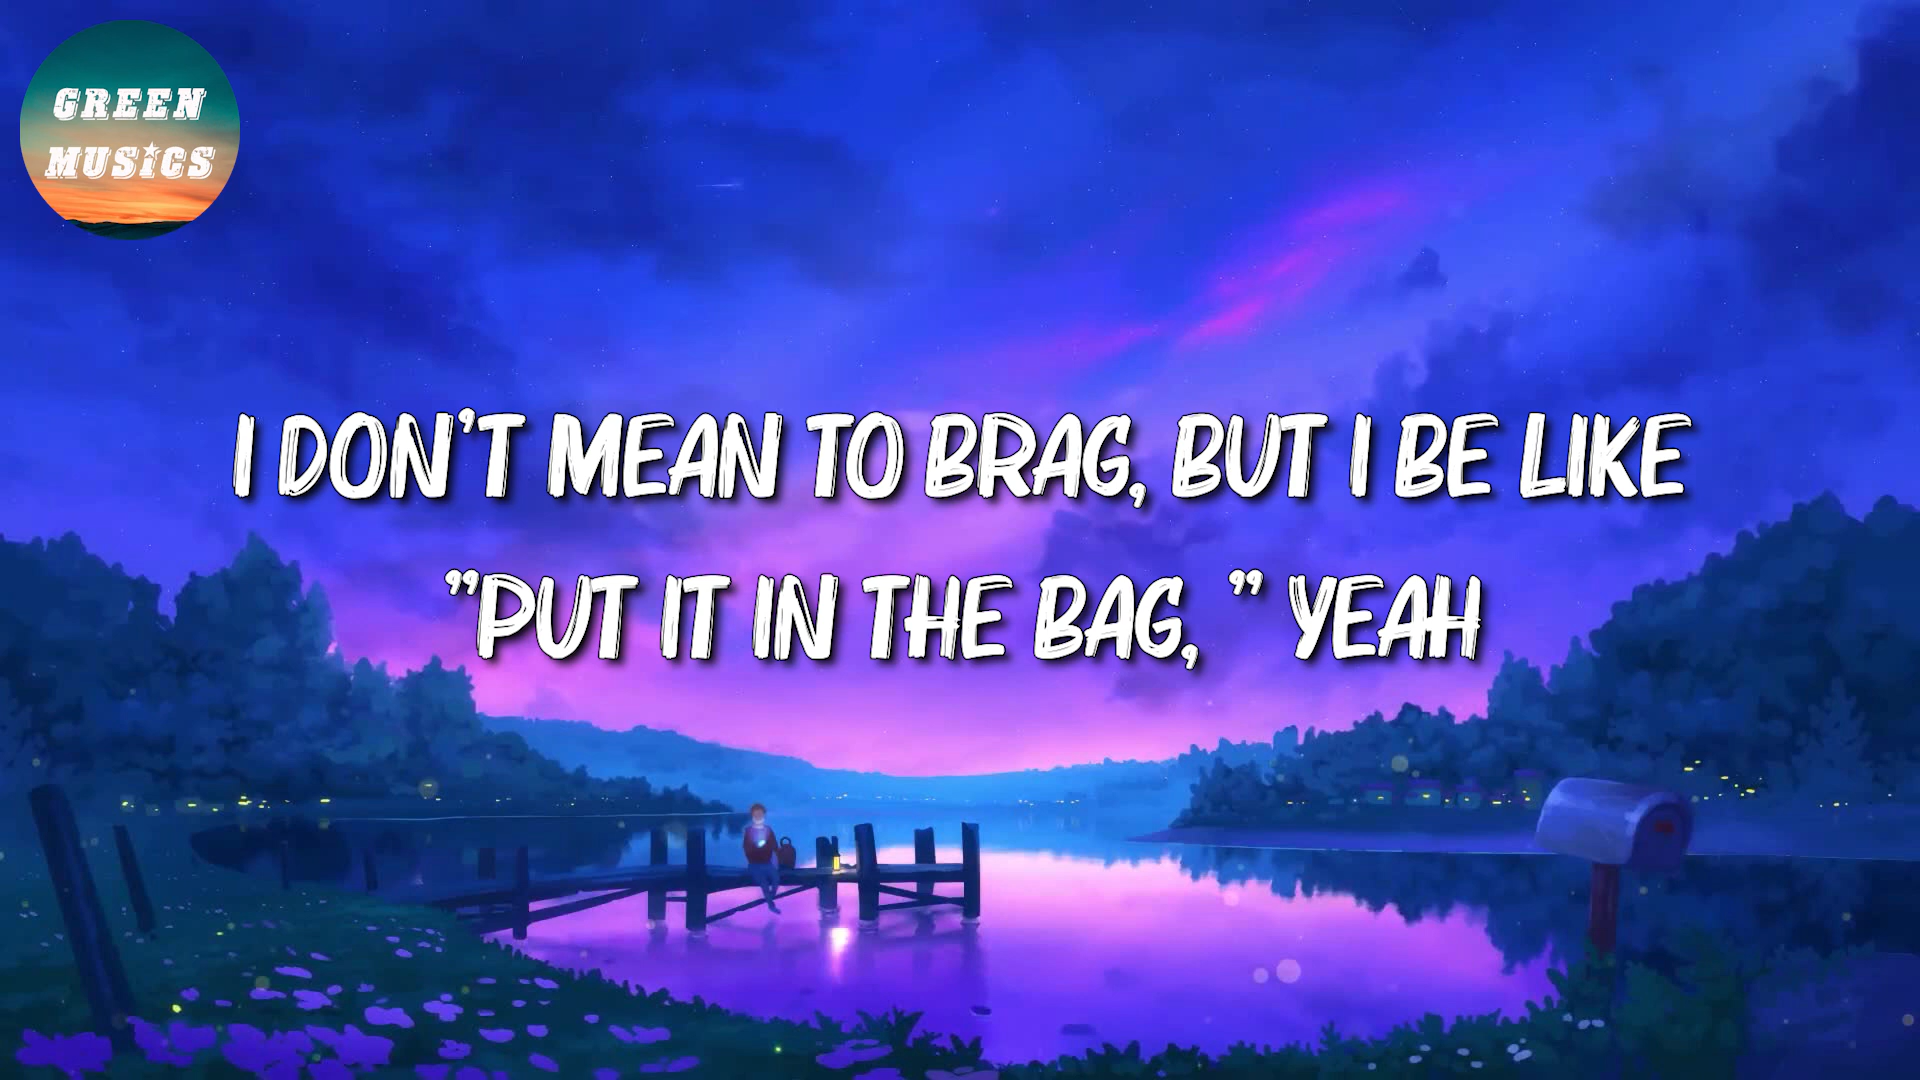 GREEN
MUSICS
I DON'T MEAN TO BRAG, BUT I BE LIKE
"PUT IT IN THE BAG, " YEAH